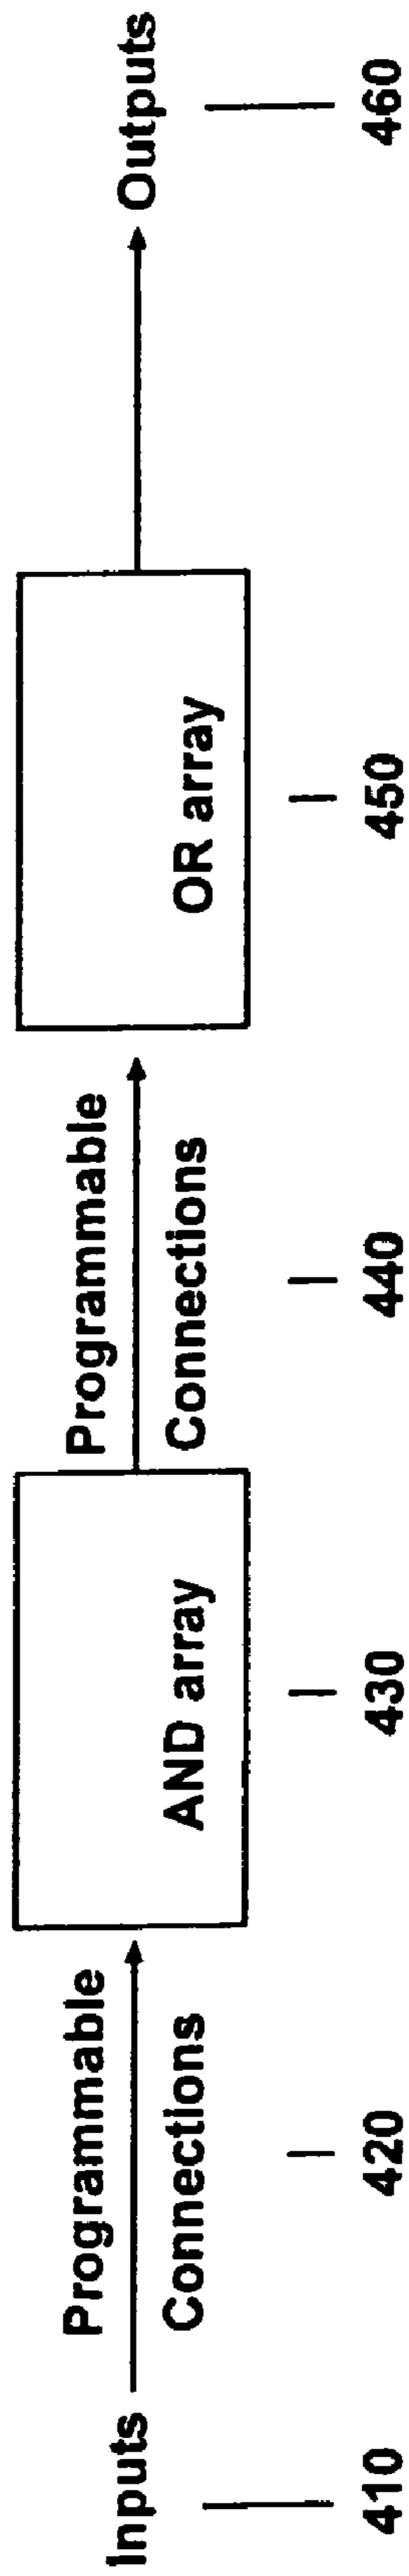 Inputs
Programmable
Connections
AND array
Programmable
Connections
OR array
Outputs
410
420
430
440
450
460